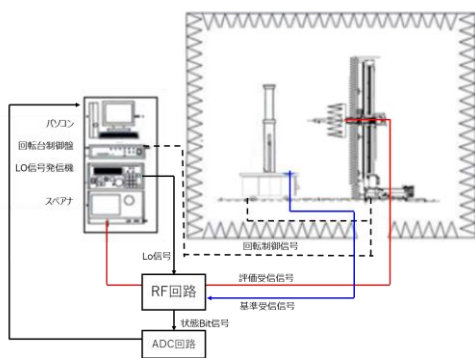 パソコン
回転台制御盤
LO信号発信機
スペアナ
回転制御信号
Lo信号
評価受信信号
RF回路
基準受信信号
状態Bit信号
ADC回路